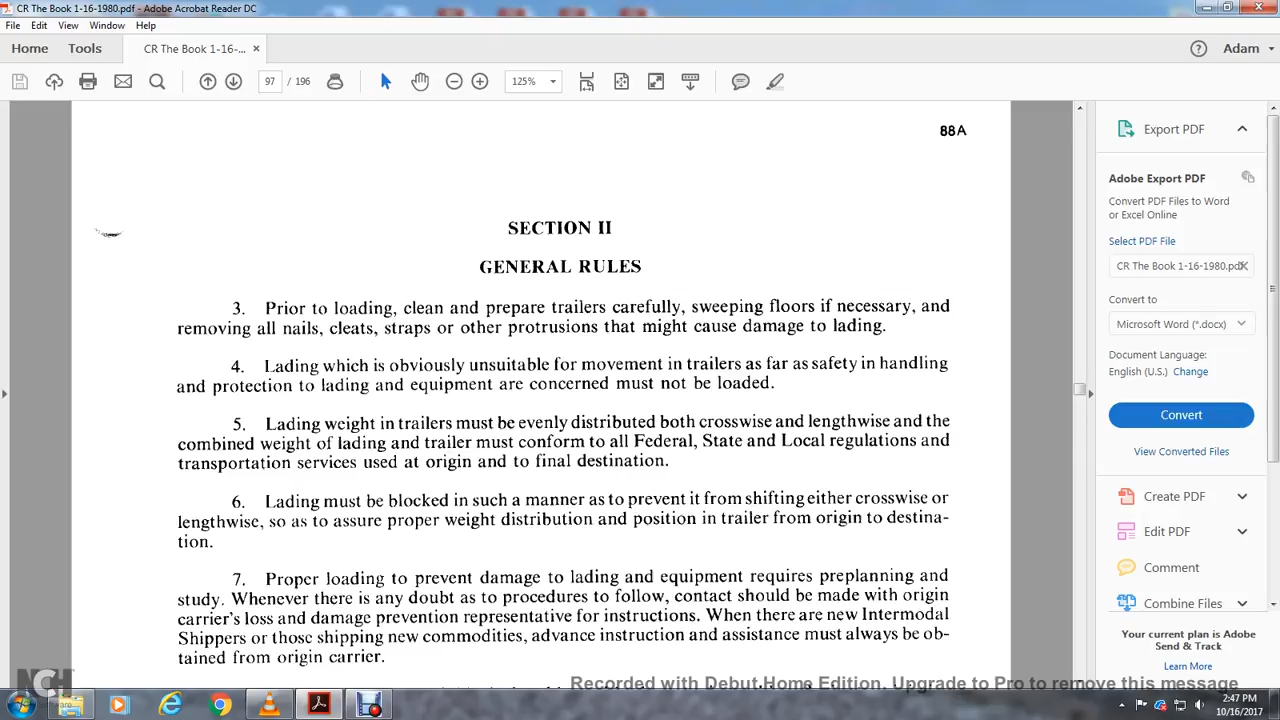 CR The Book 1-16-1980.pdf - Adobe Acrobat Reader DC
File Edit View Window Help
Home Tools CR The Book 1-16-... × Adam
97 / 196 125%
88A
SECTION II
GENERAL RULES
3. Prior to loading, clean and prepare trailers carefully, sweeping floors if necessary, and
removing all nails, cleats, straps or other protrusions that might cause damage to lading.
4. Lading which is obviously unsuitable for movement in trailers as far as safety in handling
and protection to lading and equipment are concerned must not be loaded.
5. Lading weight in trailers must be evenly distributed both crosswise and lengthwise and the
combined weight of lading and trailer must conform to all Federal, State and Local regulations and
transportation services used at origin and to final destination.
6. Lading must be blocked in such a manner as to prevent it from shifting either crosswise or
lengthwise, so as to assure proper weight distribution and position in trailer from origin to destina-
tion.
7. Proper loading to prevent damage to lading and equipment requires preplanning and
study. Whenever there is any doubt as to procedures to follow, contact should be made with origin
carrier's loss and damage prevention representative for instructions. When there are new Intermodal
Shippers or those shipping new commodities, advance instruction and assistance must always be ob-
tained from origin carrier.
Export PDF
Adobe Export PDF
Convert PDF Files to Word
or Excel Online
Select PDF File
CR The Book 1-16-1980.pdf
Convert to
Microsoft Word (*.docx)
Document Language:
English (U.S.) Change
Convert
View Converted Files
Create PDF
Edit PDF
Comment
Combine Files
Your current plan is Adobe
Send & Track
Learn More
NCH
Recorded with Debut Home Edition. Upgrade to Pro to remove this message
2:47 PM
10/16/2017